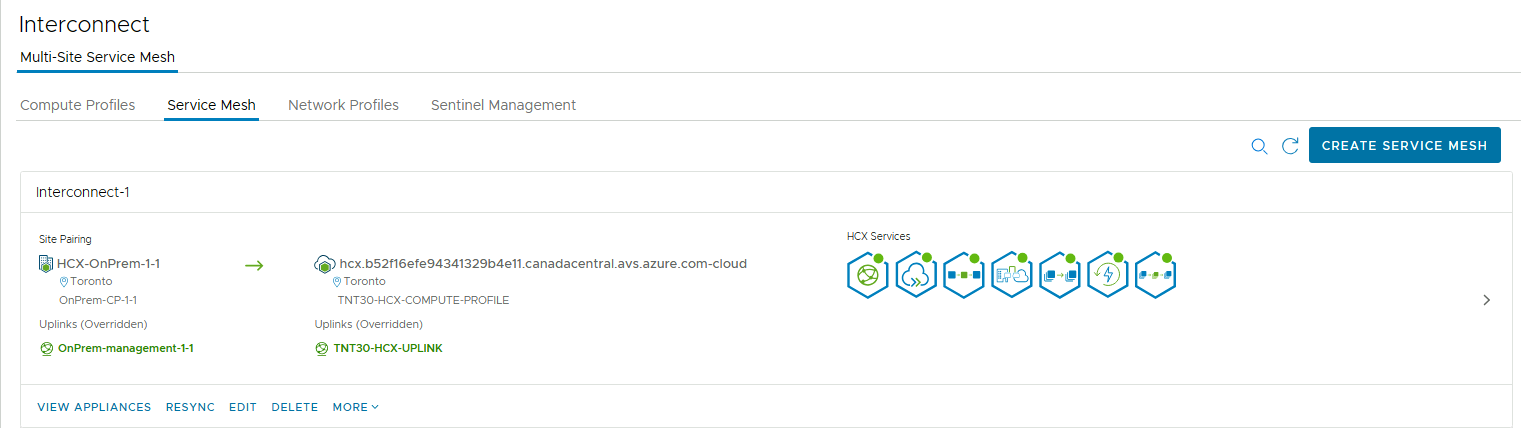 Interconnect
Multi-Site Service Mesh
Compute Profiles Service Mesh Network Profiles Sentinel Management
CREATE SERVICE MESH
Interconnect-1
Site Pairing
HCX-OnPrem-1-1
Toronto
OnPrem-CP-1-1
Uplinks (Overridden)
OnPrem-management-1-1
hcx.b52f16efe94341329b4e11.canadacentral.avs.azure.com-cloud
Toronto
TNT30-HCX-COMPUTE-PROFILE
Uplinks (Overridden)
TNT30-HCX-UPLINK
HCX Services
VIEW APPLIANCES RESYNC EDIT DELETE MORE